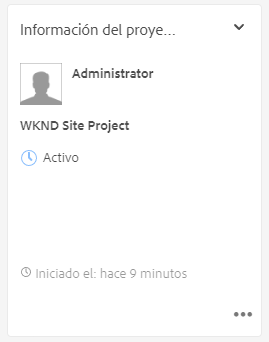 Información del proye...
Administrator
WKND Site Project
Activo
Iniciado el: hace 9 minutos